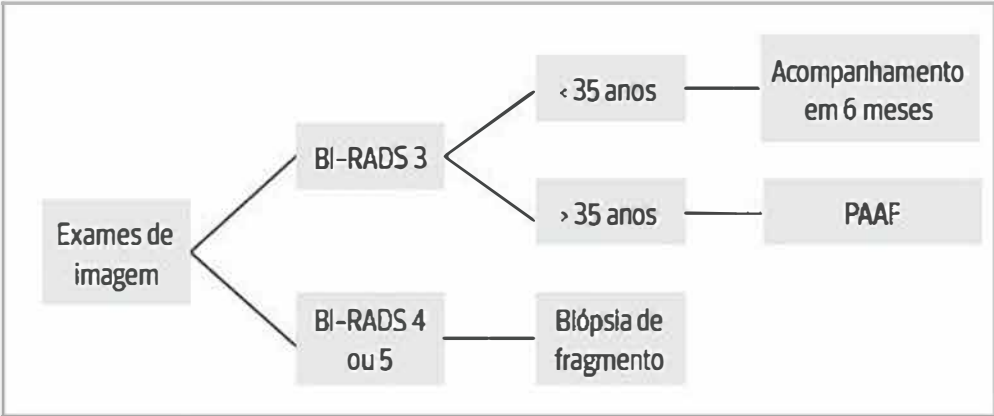 Exames de
imagem
BI-RADS 3
< 35 anos
Acompanhamento
em 6 meses
> 35 anos
PAAF
BI-RADS 4
ou 5
Biópsia de
fragmento